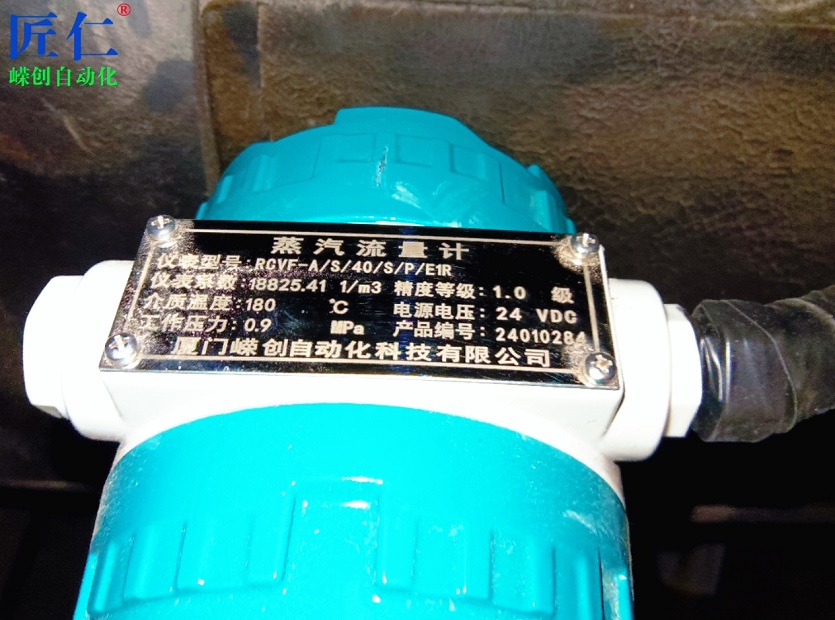 匠仁®
嵘创自动化
蒸汽流量计
仪表型号:RCVF-A/S/40/S/P/E1R
仪表系数:18825.41 1/m3 精度等级:1.0 级
介质温度:180 ℃ 电源电压:24 VDC
工作压力:0.9 MPa 产品编号:24010284
厦门嵘创自动化科技有限公司